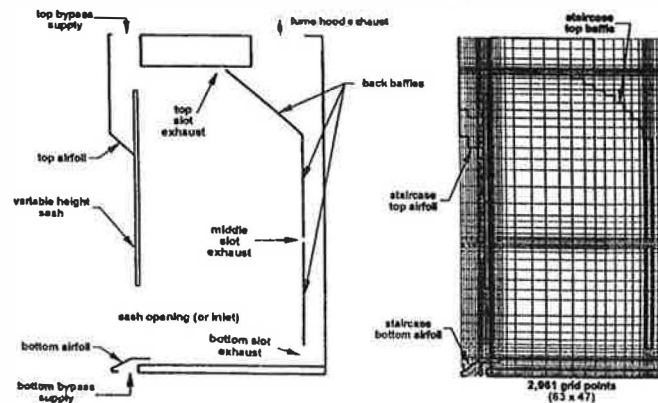 top bypass
supply
fume hood exhaust
top
slot
exhaust
back baffles
top airfoil
variable height
sash
middle
slot
exhaust
sash opening (or inlet)
bottom airfoil
bottom slot
exhaust
bottom bypass
supply
staircase
top baffle
staircase
top airfoil
staircase
bottom airfoil
2,961 grid points
(63 x 47)